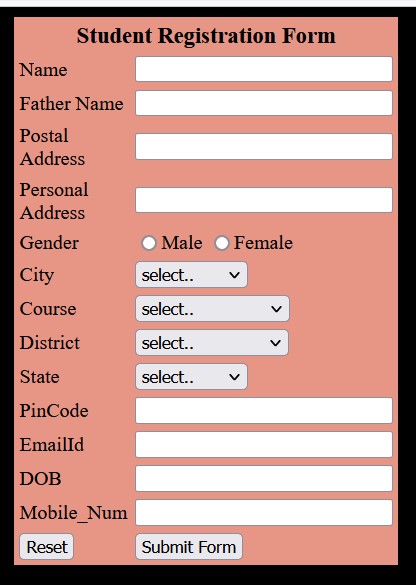 Student Registration Form
Name
Father Name
Postal
Address
Personal
Address
Gender Male Female
City select..
Course select..
District select..
State select..
PinCode
EmailId
DOB
Mobile_Num
Reset Submit Form